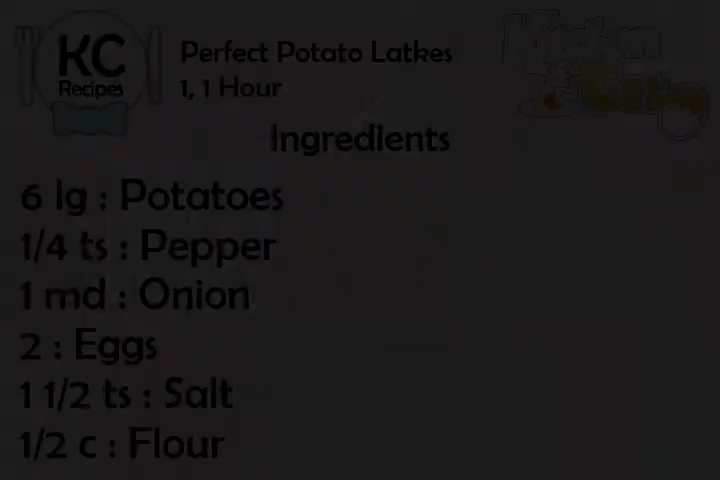 KC
Recipes
Perfect Potato Latkes
1, 1 Hour
Ingredients
6 lg : Potatoes
1/4 ts : Pepper
1 md : Onion
2 : Eggs
1 1/2 ts : Salt
1/2 c : Flour